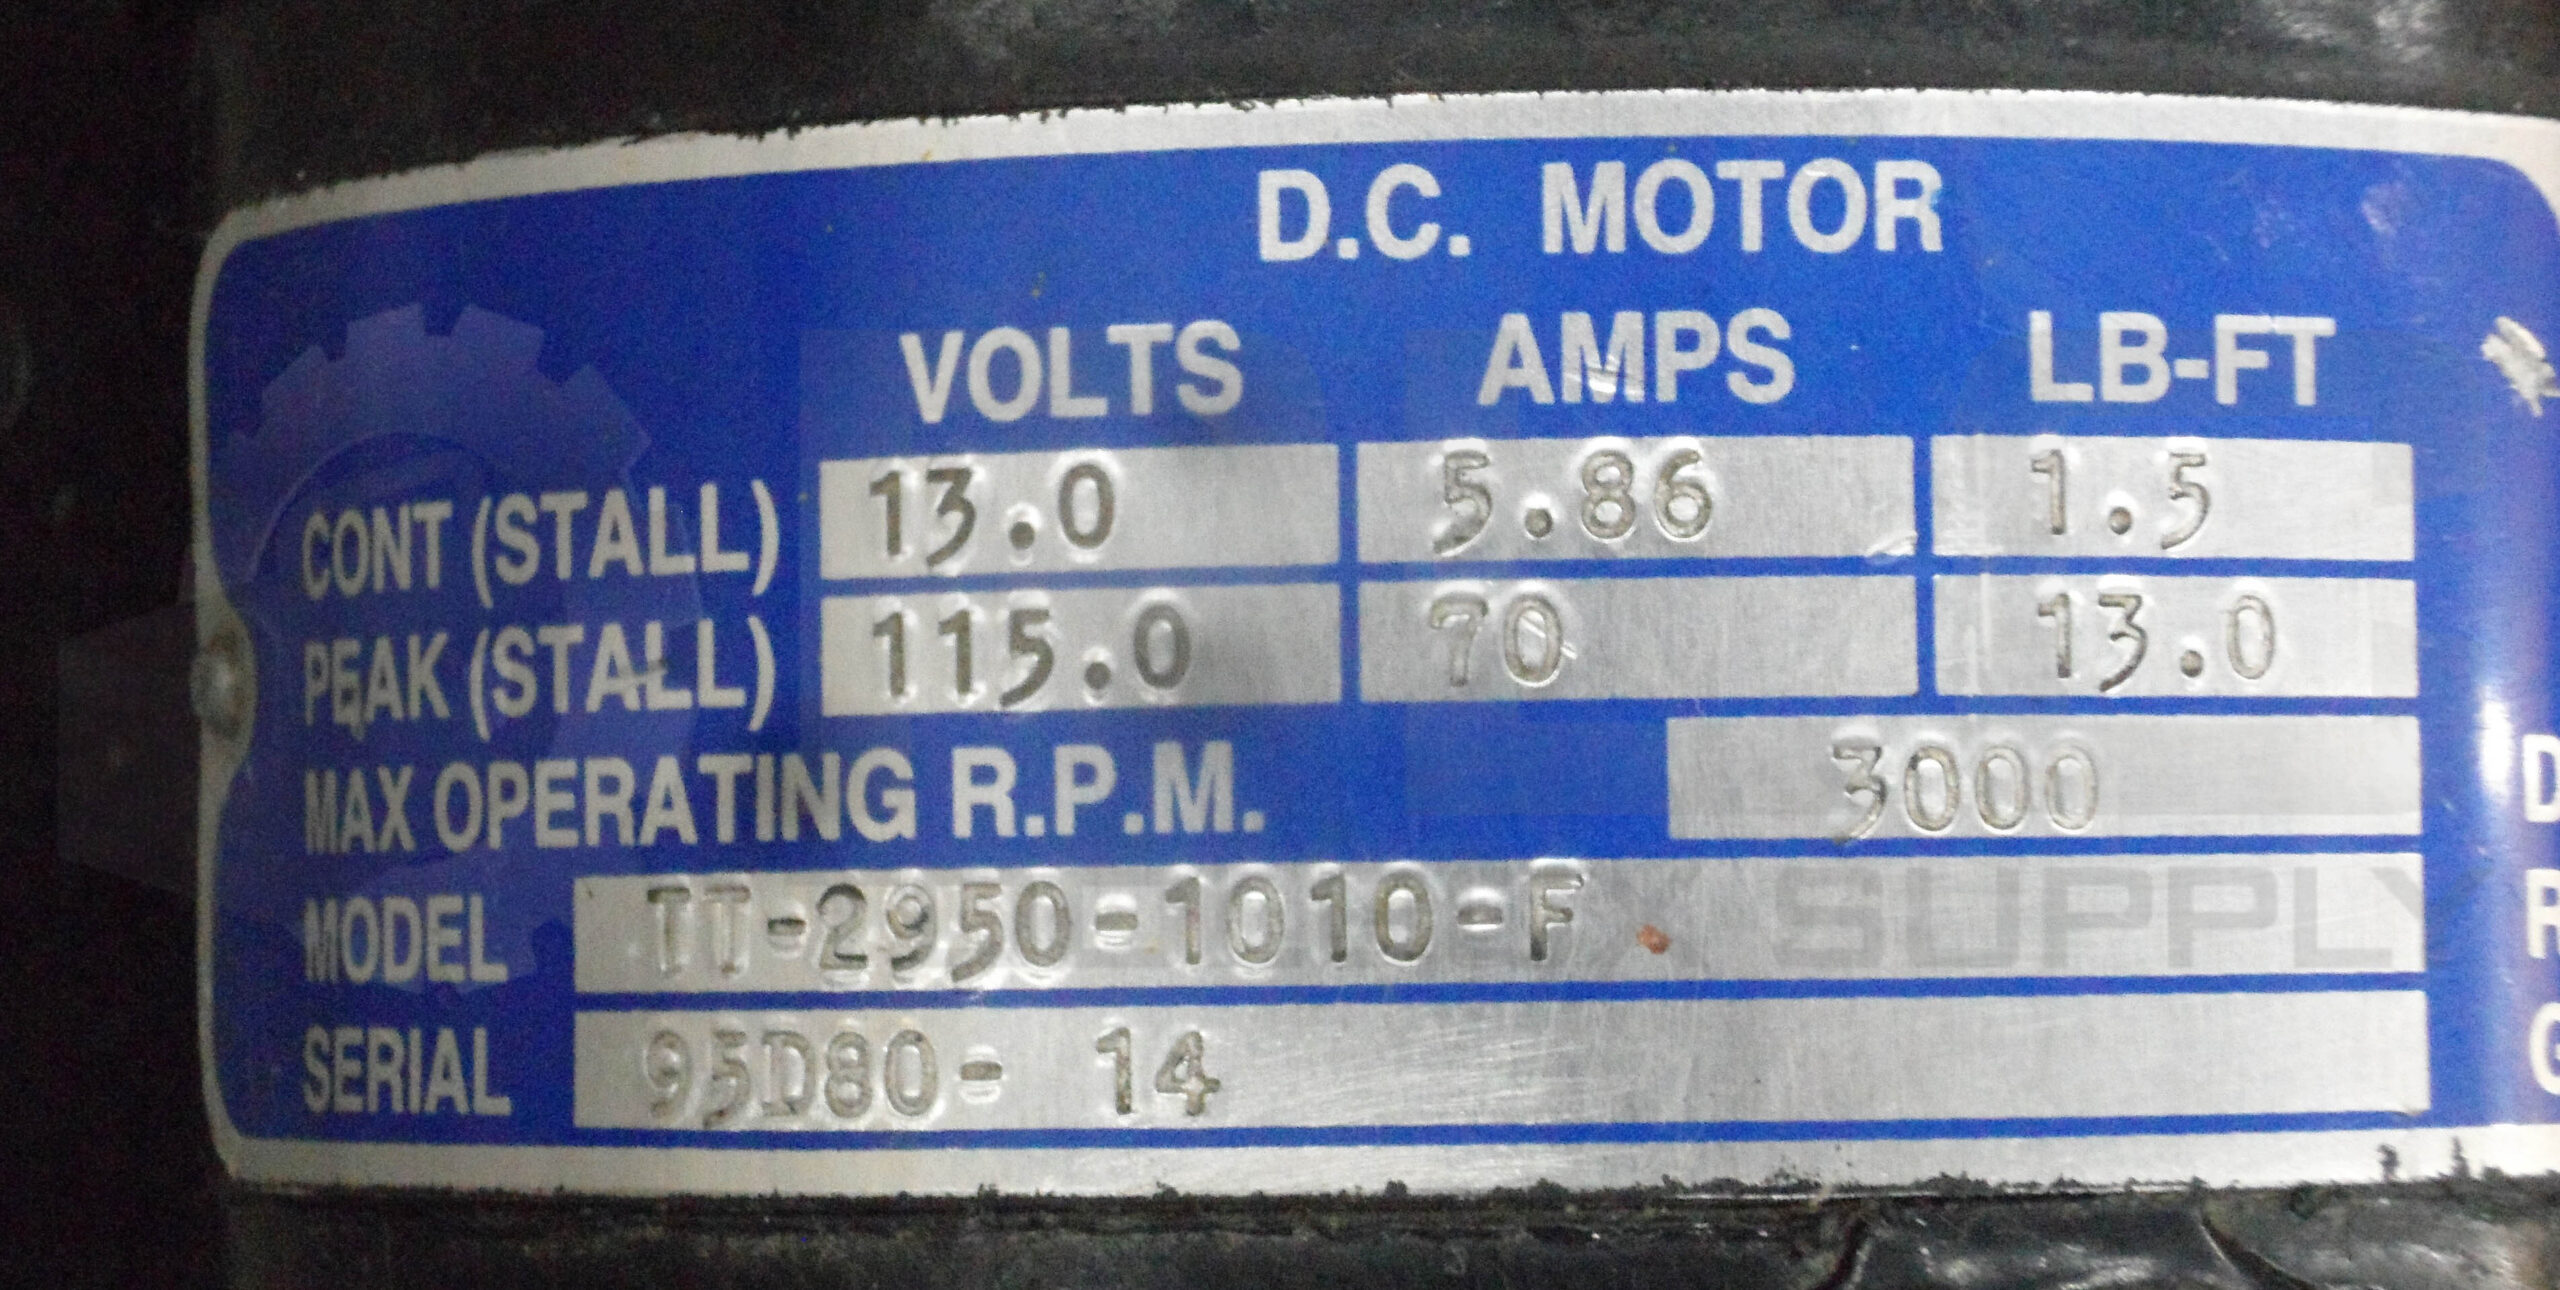 D.C. MOTOR
VOLTS AMPS LB-FT
CONT (STALL) 13.0 5.86 1.5
PEAK (STALL) 115.0 70 13.0
MAX OPERATING R.P.M. 3000
MODEL TT-2950-1010-F
SERIAL 95D80- 14
SUPPLY